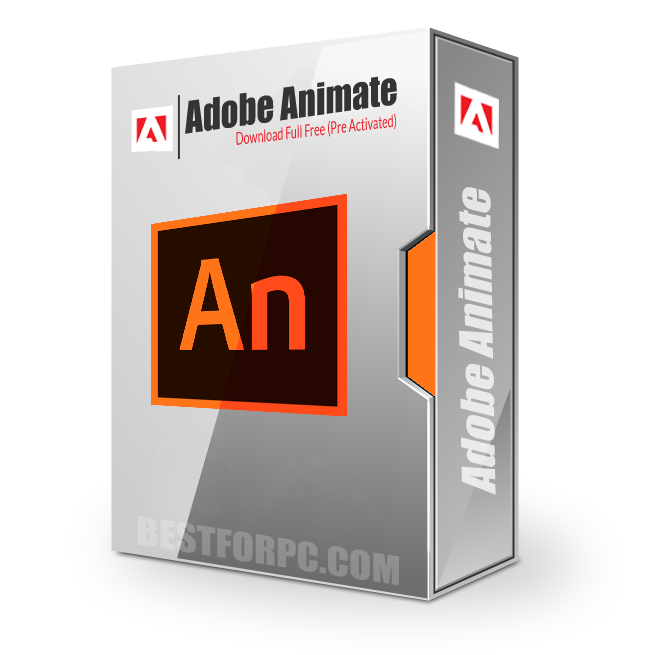 Adobe Animate
Download Full Free (Pre Activated)
An
BESTFORPC.COM
Adobe Animate